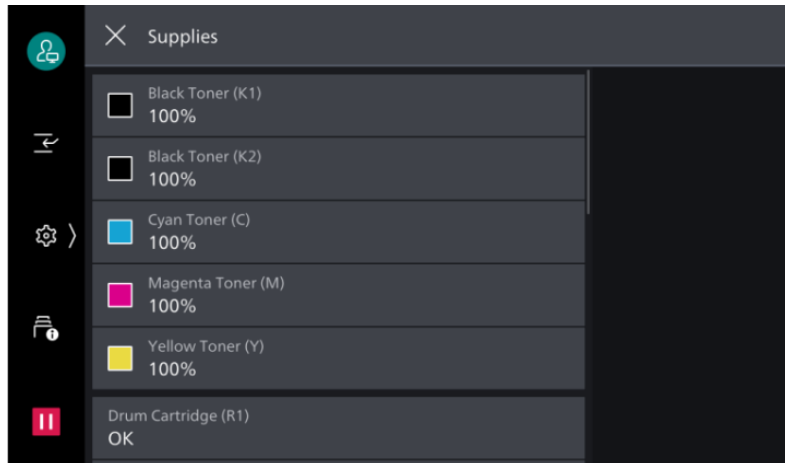 Supplies
Black Toner (K1)
100%
Black Toner (K2)
100%
Cyan Toner (C)
100%
Magenta Toner (M)
100%
Yellow Toner (Y)
100%
Drum Cartridge (R1)
OK